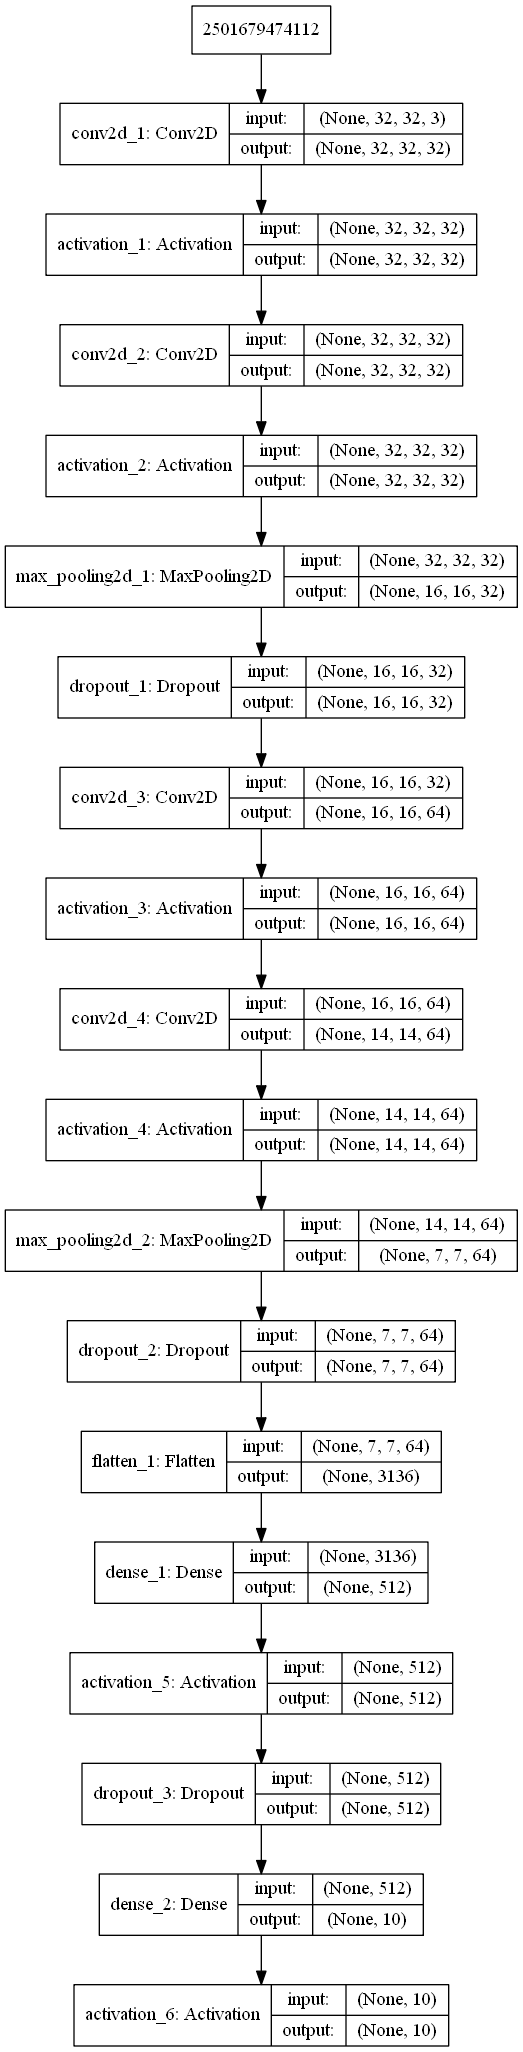 2501679474112
conv2d_1: Conv2D
input: (None, 32, 32, 3)
output: (None, 32, 32, 32)
activation_1: Activation
input: (None, 32, 32, 32)
output: (None, 32, 32, 32)
conv2d_2: Conv2D
input: (None, 32, 32, 32)
output: (None, 32, 32, 32)
activation_2: Activation
input: (None, 32, 32, 32)
output: (None, 32, 32, 32)
max_pooling2d_1: MaxPooling2D
input: (None, 32, 32, 32)
output: (None, 16, 16, 32)
dropout_1: Dropout
input: (None, 16, 16, 32)
output: (None, 16, 16, 32)
conv2d_3: Conv2D
input: (None, 16, 16, 32)
output: (None, 16, 16, 64)
activation_3: Activation
input: (None, 16, 16, 64)
output: (None, 16, 16, 64)
conv2d_4: Conv2D
input: (None, 16, 16, 64)
output: (None, 14, 14, 64)
activation_4: Activation
input: (None, 14, 14, 64)
output: (None, 14, 14, 64)
max_pooling2d_2: MaxPooling2D
input: (None, 14, 14, 64)
output: (None, 7, 7, 64)
dropout_2: Dropout
input: (None, 7, 7, 64)
output: (None, 7, 7, 64)
flatten_1: Flatten
input: (None, 7, 7, 64)
output: (None, 3136)
dense_1: Dense
input: (None, 3136)
output: (None, 512)
activation_5: Activation
input: (None, 512)
output: (None, 512)
dropout_3: Dropout
input: (None, 512)
output: (None, 512)
dense_2: Dense
input: (None, 512)
output: (None, 10)
activation_6: Activation
input: (None, 10)
output: (None, 10)